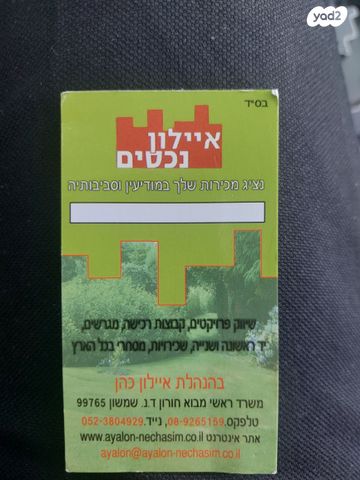 yad2
בס״ד
איילון
נכסים
נציג מכירות שלך במודיעין וסביבותיה
שיווק פרויקטים, קבוצות רכישה, מגרשים,
יד ראשונה ושנייה, שכירויות, מסחרי בכל הארץ
בהנהלת איילון כהן
משרד ראשי מבוא חורון ד.נ. שמשון 99765
טלפקס. 08-9265159, נייד. 052-3804929
אתר אינטרנט www.ayalon-nechasim.co.il
ayalon@ayalon-nechasim.co.il